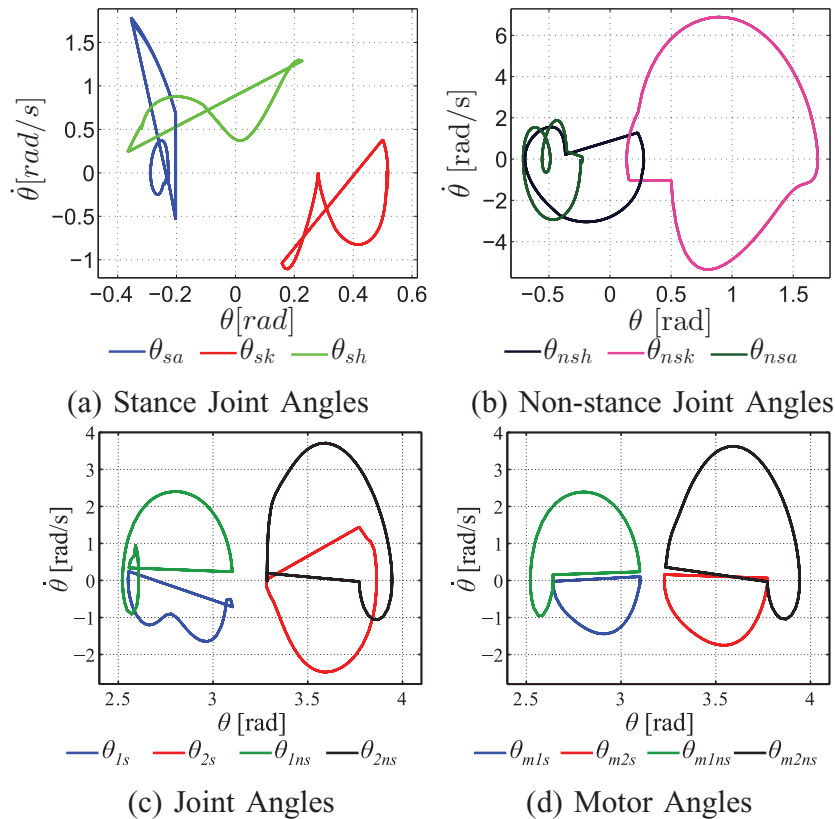 1.5
1
0.5
0
−0.5
−1
θ̇[rad/s]
−0.4 −0.2 0 0.2 0.4 0.6
θ[rad]
θsa θsk θsh
(a) Stance Joint Angles
6
4
2
0
−2
−4
θ̇ [rad/s]
−0.5 0 0.5 1 1.5
θ [rad]
θnsh θnsk θnsa
(b) Non-stance Joint Angles
4
3
2
1
0
−1
−2
θ̇ [rad/s]
2.5 3 3.5 4
θ [rad]
θ1s θ2s θ1ns θ2ns
(c) Joint Angles
4
3
2
1
0
−1
−2
θ̇ [rad/s]
2.5 3 3.5 4
θ [rad]
θm1s θm2s θm1ns θm2ns
(d) Motor Angles